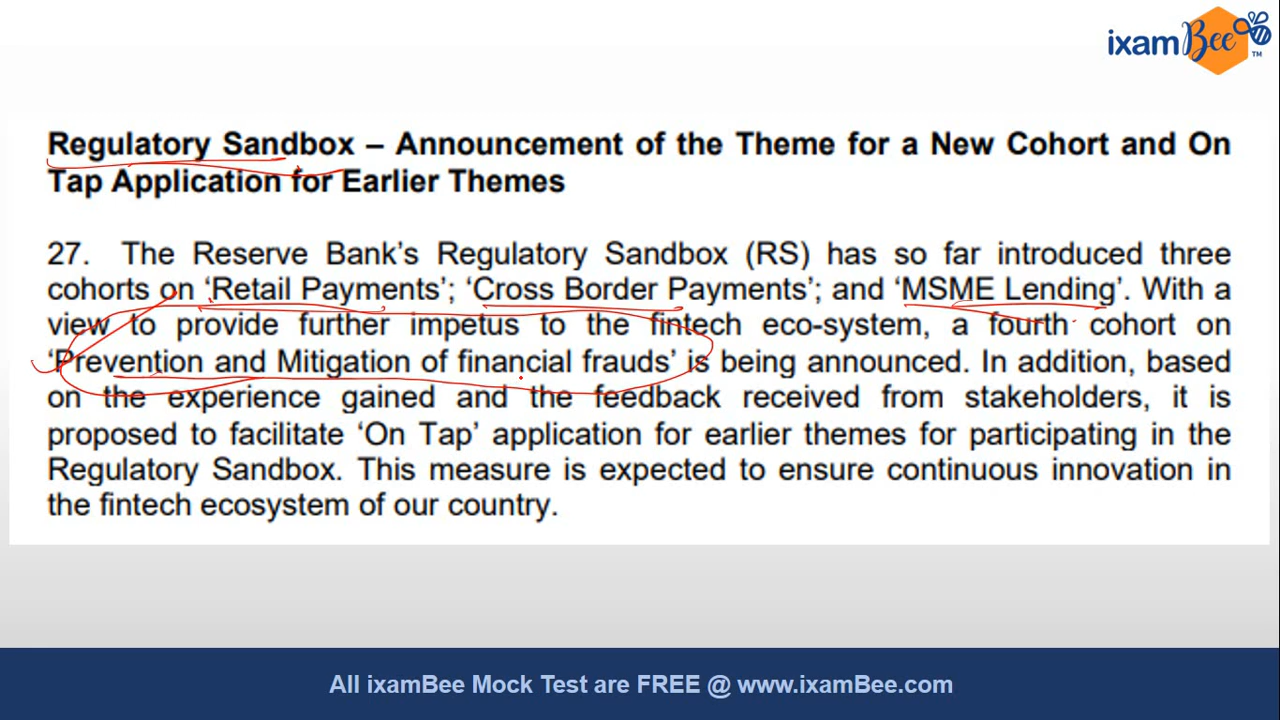 ixamBee
TM
Regulatory Sandbox – Announcement of the Theme for a New Cohort and On
Tap Application for Earlier Themes
27. The Reserve Bank's Regulatory Sandbox (RS) has so far introduced three
cohorts on 'Retail Payments'; 'Cross Border Payments'; and 'MSME Lending'. With a
view to provide further impetus to the fintech eco-system, a fourth cohort on
'Prevention and Mitigation of financial frauds' is being announced. In addition, based
on the experience gained and the feedback received from stakeholders, it is
proposed to facilitate 'On Tap' application for earlier themes for participating in the
Regulatory Sandbox. This measure is expected to ensure continuous innovation in
the fintech ecosystem of our country.
All ixamBee Mock Test are FREE @ www.ixamBee.com